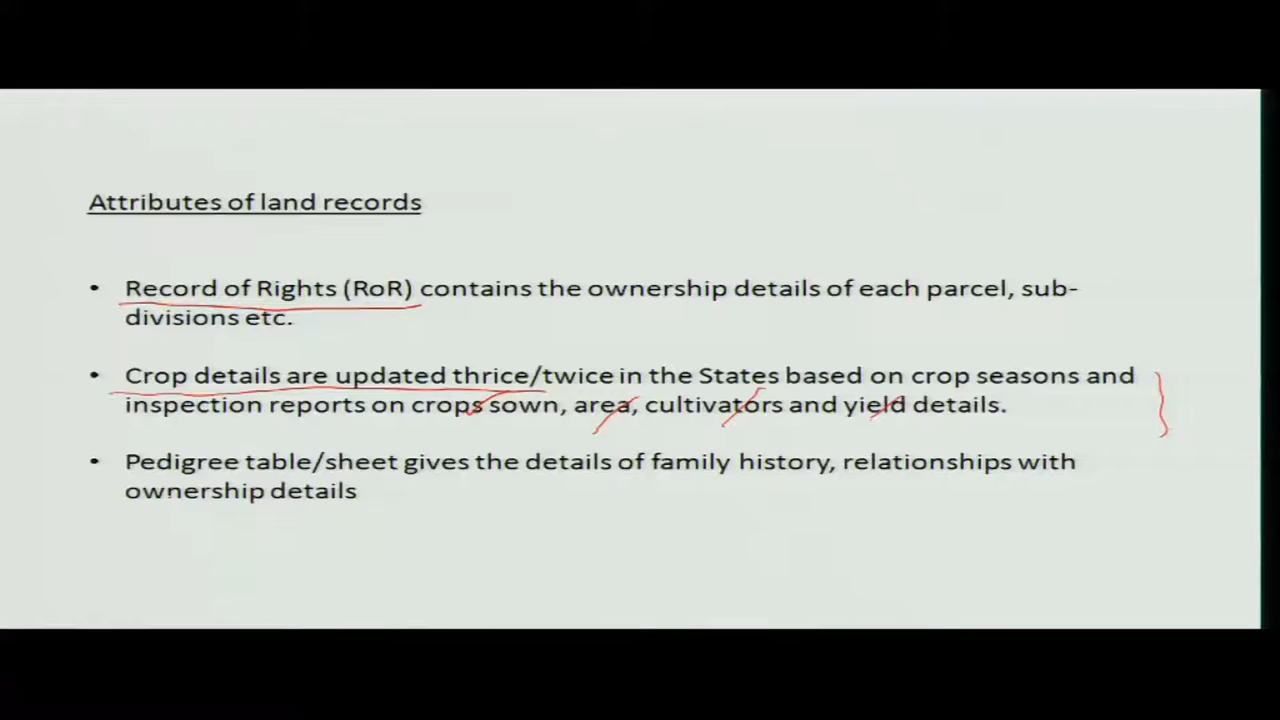 Attributes of land records
• Record of Rights (RoR) contains the ownership details of each parcel, sub-
divisions etc.
• Crop details are updated thrice/twice in the States based on crop seasons and
inspection reports on crops sown, area, cultivators and yield details.
• Pedigree table/sheet gives the details of family history, relationships with
ownership details